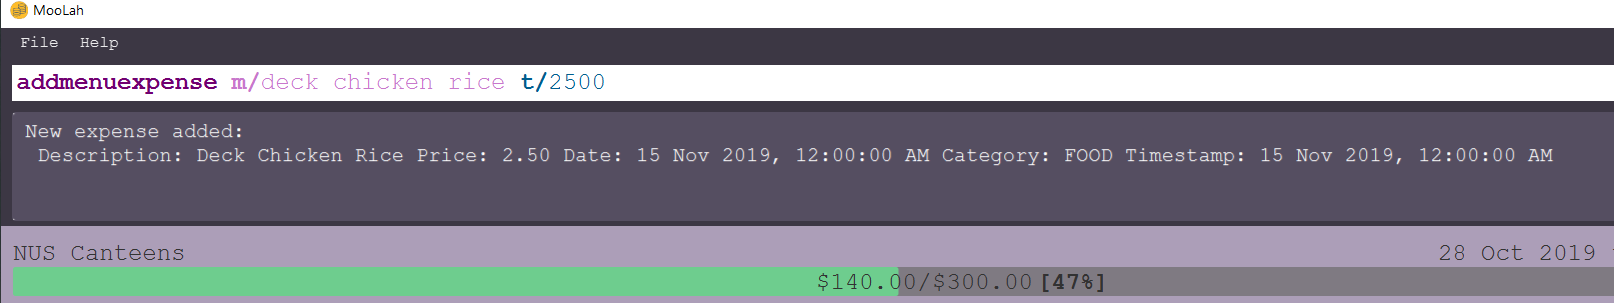 MooLah
File Help
addmenuexpense m/deck chicken rice t/2500
New expense added:
Description: Deck Chicken Rice Price: 2.50 Date: 15 Nov 2019, 12:00:00 AM Category: FOOD Timestamp: 15 Nov 2019, 12:00:00 AM
NUS Canteens 28 Oct 2019
$140.00/$300.00 [47%]